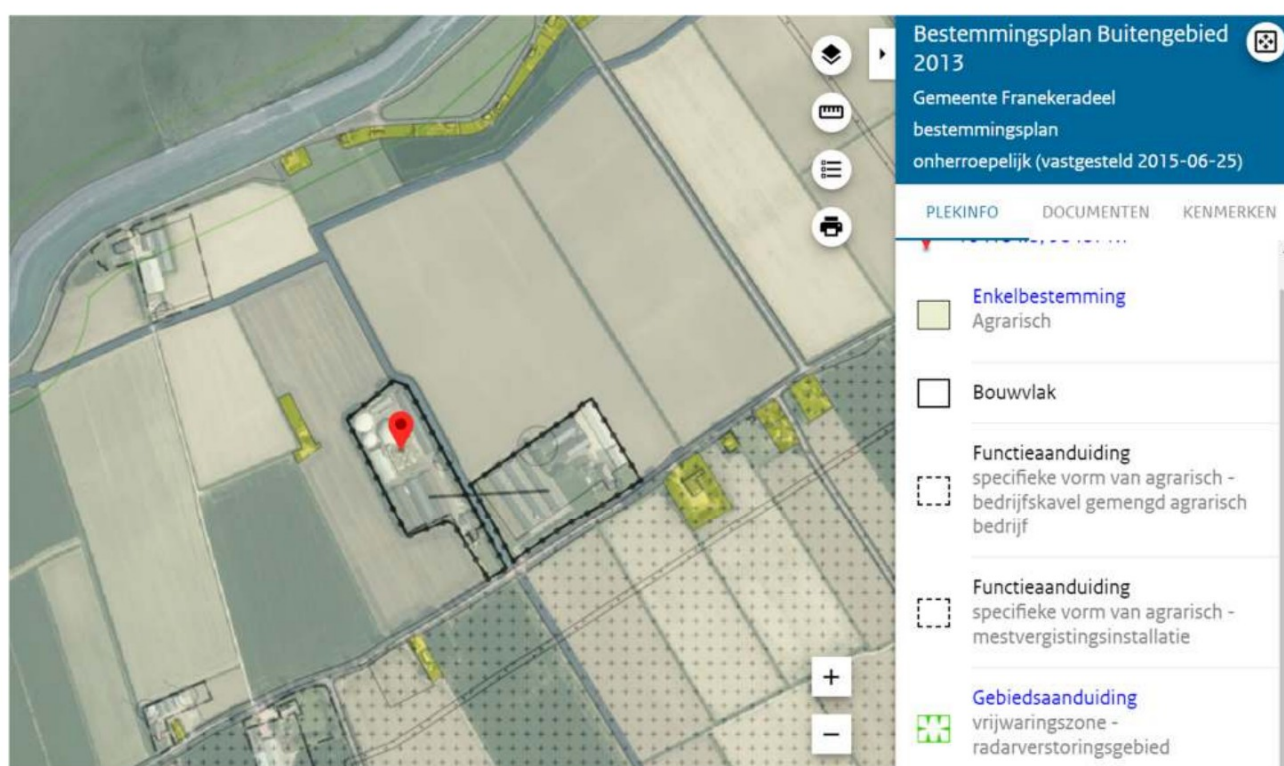 Bestemmingsplan Buitengebied
2013
Gemeente Franekeradeel
bestemmingsplan
onherroepelijk (vastgesteld 2015-06-25)
PLEKINFO DOCUMENTEN KENMERKEN
Enkelbestemming
Agrarisch
Bouwvlak
Functieaanduiding
specifieke vorm van agrarisch -
bedrijfskavel gemengd agrarisch
bedrijf
Functieaanduiding
specifieke vorm van agrarisch -
mestvergistingsinstallatie
Gebiedsaanduiding
vrijwaringszone -
radarverstoringsgebied
+
−